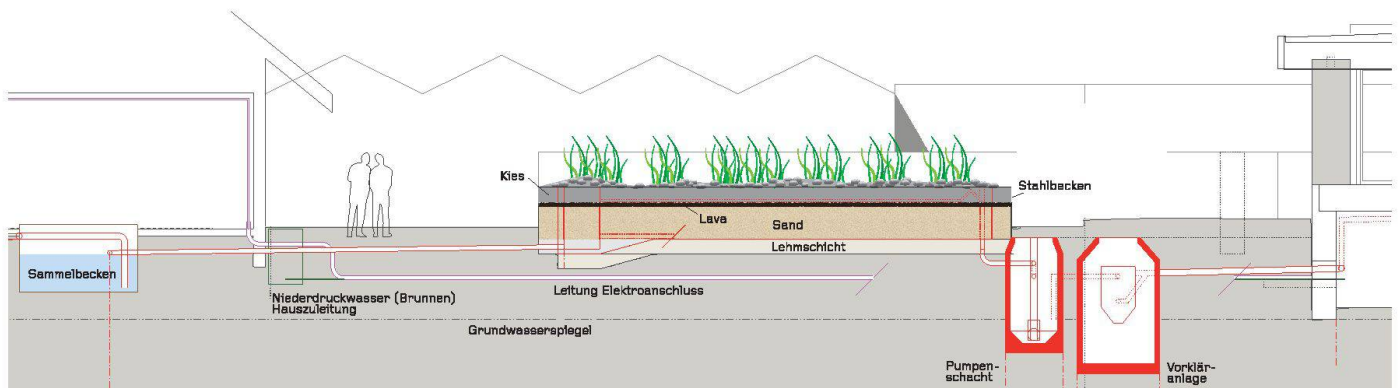 Kies
Stahlbecken
Lava
Sand
Lehmschicht
Sammelbecken
Niederdruckwasser (Brunnen)
Hauszuleitung
Leitung Elektroanschluss
Grundwasserspiegel
Pumpen-
schacht
Vorklär-
anlage